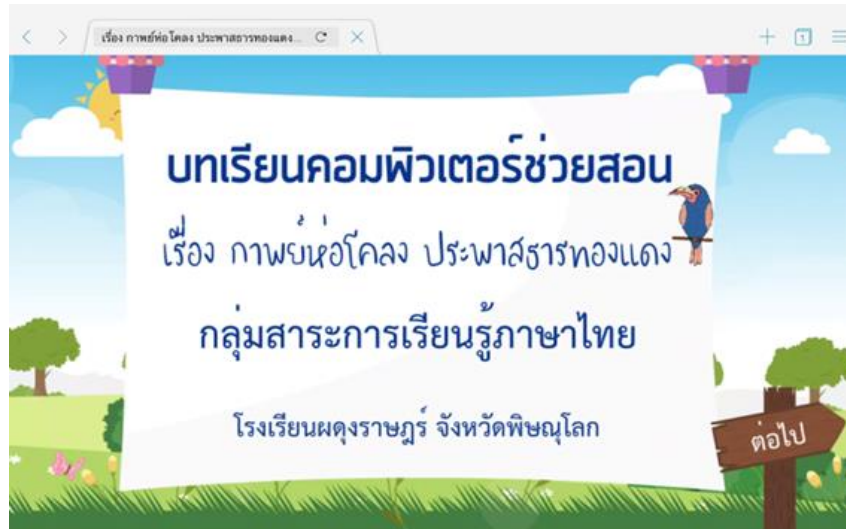 เรื่อง กาพย์ห่อโคลง ประพาสธารทองแดง...
1
บทเรียนคอมพิวเตอร์ช่วยสอน
เรื่อง กาพย์ห่อโคลง ประพาสธารทองแดง
กลุ่มสาระการเรียนรู้ภาษาไทย
โรงเรียนผดุงราษฎร์ จังหวัดพิษณุโลก
ต่อไป